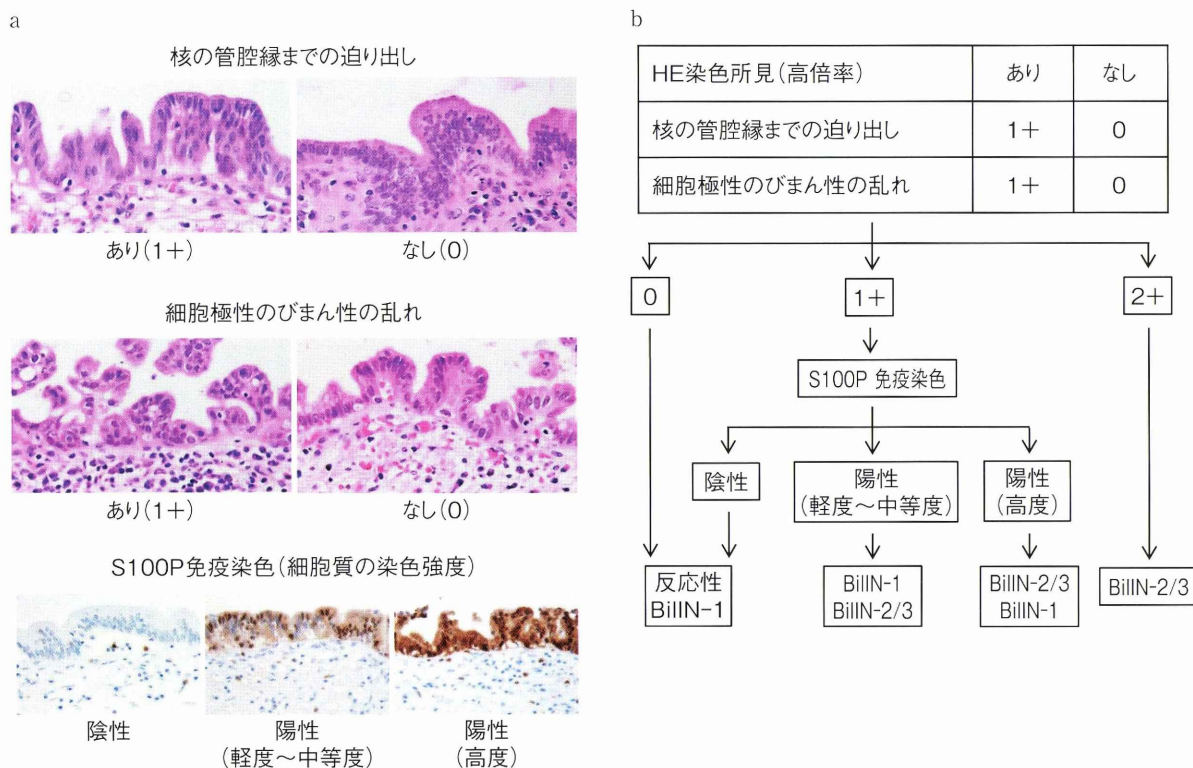 a
核の管腔縁までの迫り出し
あり(1+)
なし(0)
細胞極性のびまん性の乱れ
あり(1+)
なし(0)
S100P免疫染色(細胞質の染色強度)
陰性
陽性
(軽度〜中等度)
陽性
(高度)
b
HE染色所見(高倍率)
あり
なし
核の管腔縁までの迫り出し
1+
0
細胞極性のびまん性の乱れ
1+
0
0
1+
2+
S100P 免疫染色
陰性
陽性
(軽度〜中等度)
陽性
(高度)
反応性
BilIN-1
BilIN-1
BilIN-2/3
BilIN-2/3
BilIN-1
BilIN-2/3